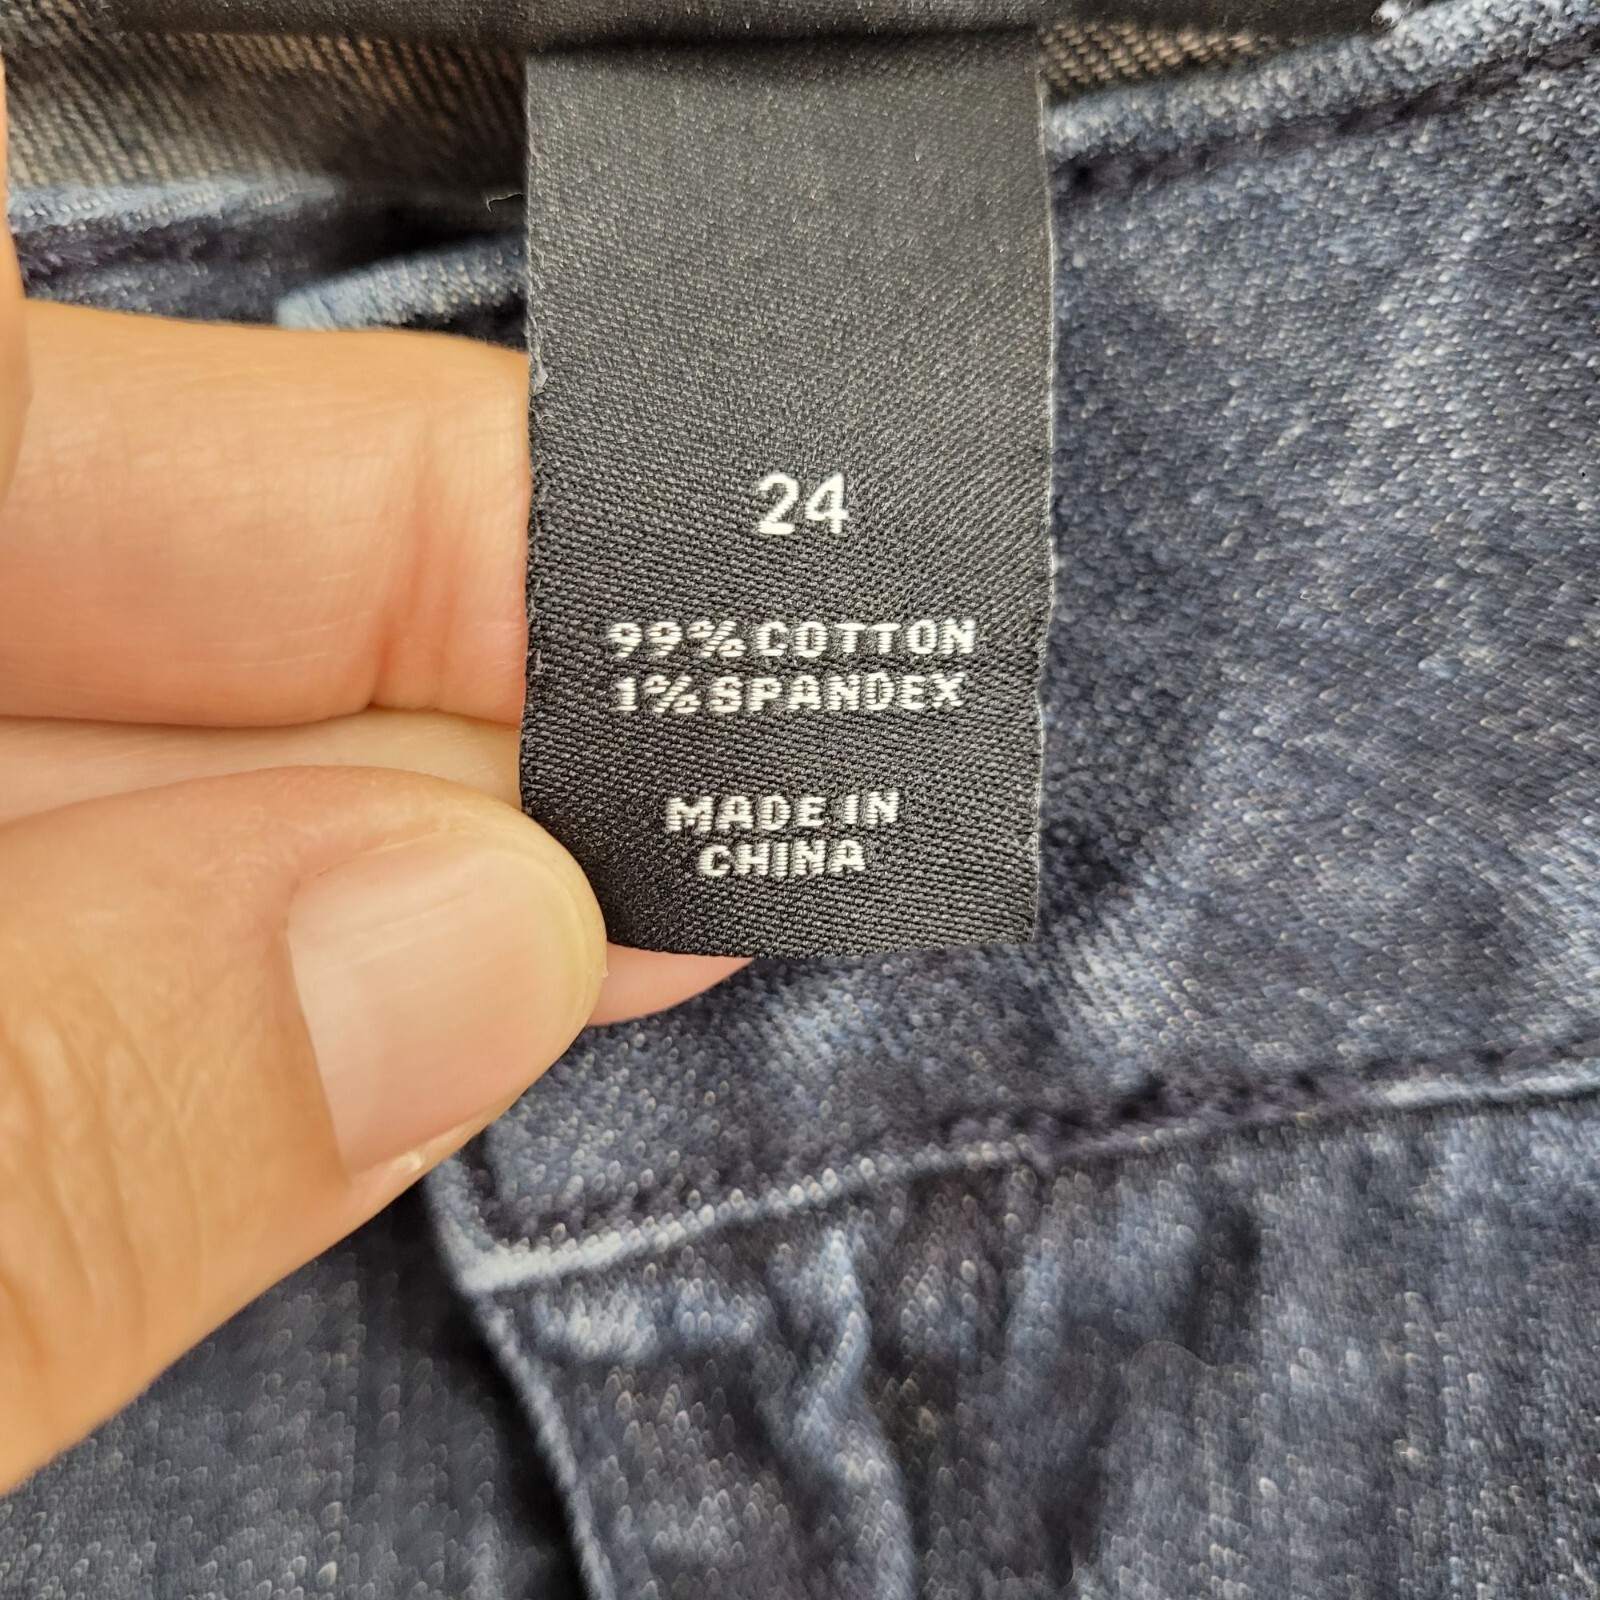 24
99% COTTON
1% SPANDEX
MADE IN
CHINA